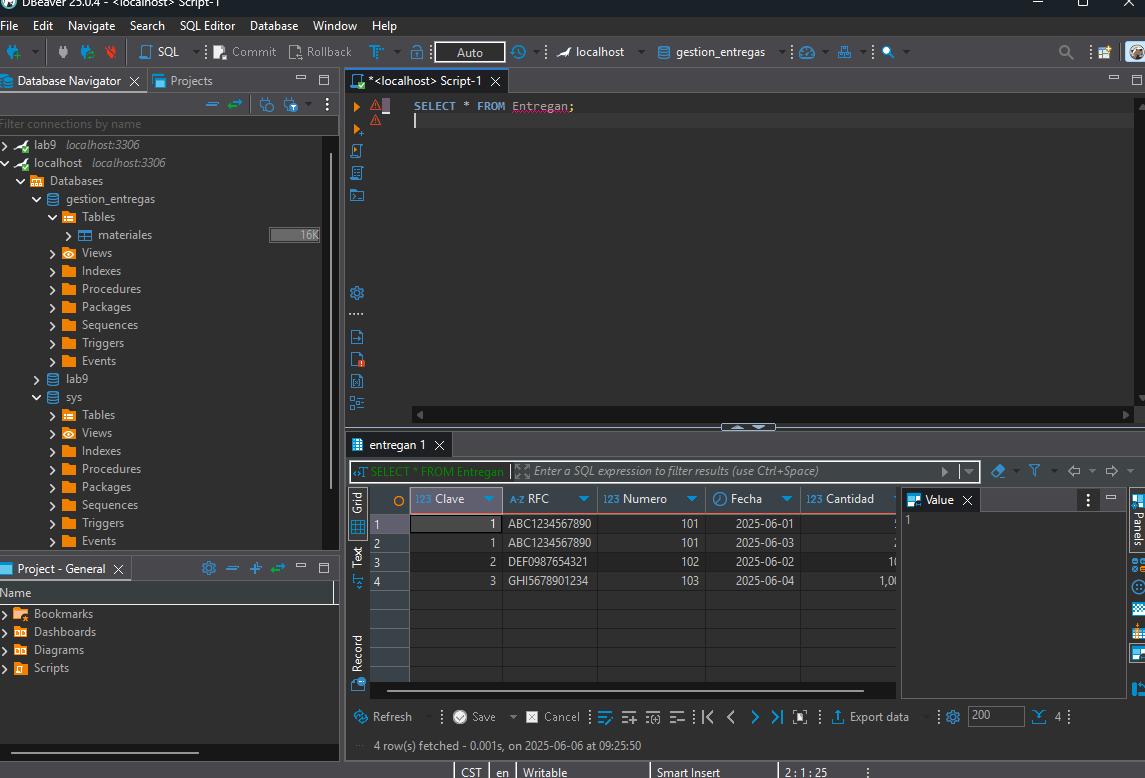 DBeaver 25.0.4 - <localhost> Script-1
File Edit Navigate Search SQL Editor Database Window Help
SQL Commit Rollback Auto localhost gestion_entregas
Database Navigator Projects
Filter connections by name
lab9 localhost:3306
localhost localhost:3306
Databases
gestion_entregas
Tables
materiales 16K
Views
Indexes
Procedures
Packages
Sequences
Triggers
Events
lab9
sys
Tables
Views
Indexes
Procedures
Packages
Sequences
Triggers
Events
Project - General
Name
Bookmarks
Dashboards
Diagrams
Scripts
*<localhost> Script-1
SELECT * FROM Entregan;
entregan 1
SELECT * FROM Entregan Enter a SQL expression to filter results (use Ctrl+Space)
Grid
Text
Record
123 Clave A-Z RFC 123 Numero Fecha 123 Cantidad
1 1 ABC1234567890 101 2025-06-01
2 1 ABC1234567890 101 2025-06-03
3 2 DEF0987654321 102 2025-06-02 10
4 3 GHI5678901234 103 2025-06-04 1,00
Value
1
Panels
Refresh Save Cancel Export data 200 4
4 row(s) fetched - 0.001s, on 2025-06-06 at 09:25:50
CST en Writable Smart Insert 2 : 1 : 25